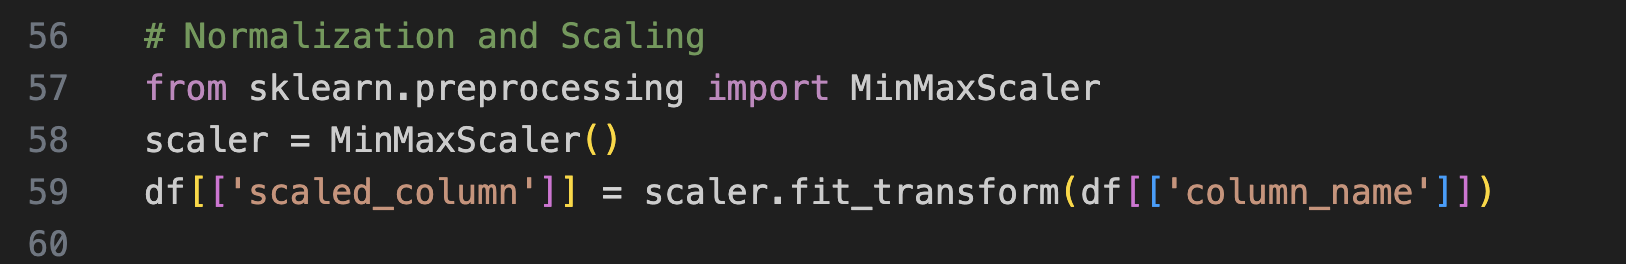 56 # Normalization and Scaling
57 from sklearn.preprocessing import MinMaxScaler
58 scaler = MinMaxScaler()
59 df[['scaled_column']] = scaler.fit_transform(df[['column_name']])
60